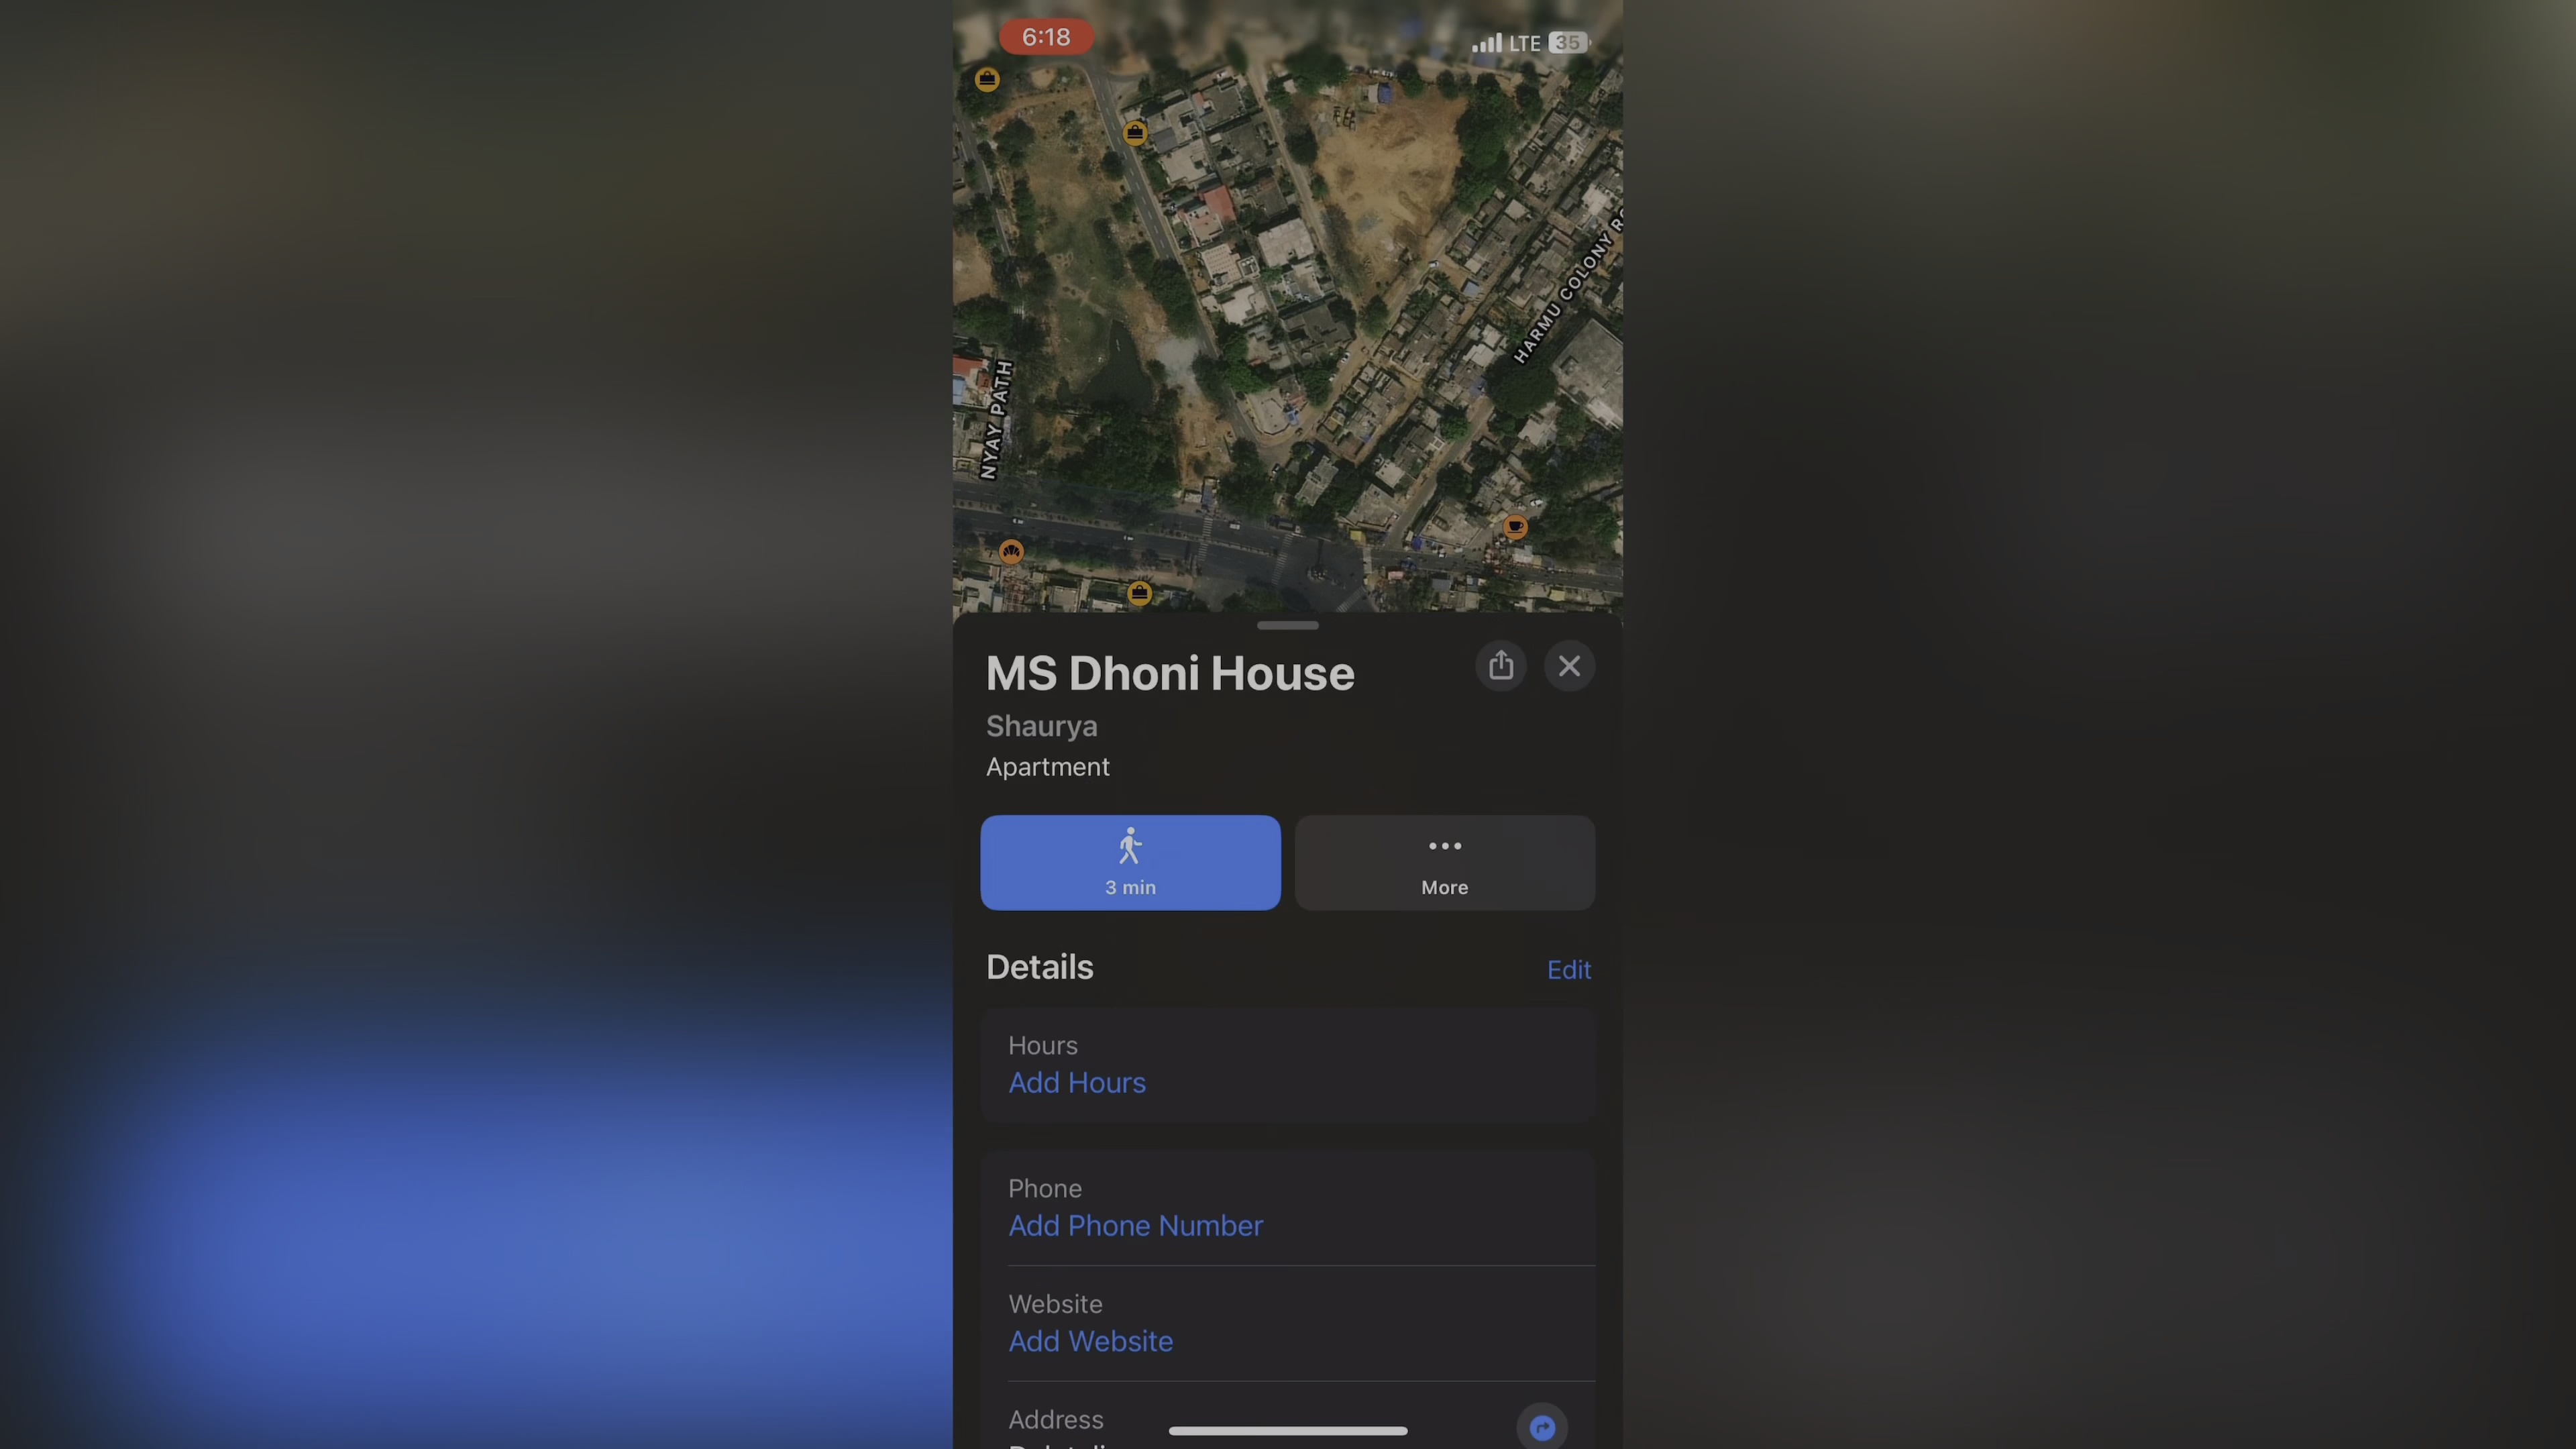 6:18
LTE 35
HARMU COLONY
NYAY PATH
MS Dhoni House
Shaurya
Apartment
3 min
More
Details
Edit
Hours
Add Hours
Phone
Add Phone Number
Website
Add Website
Address